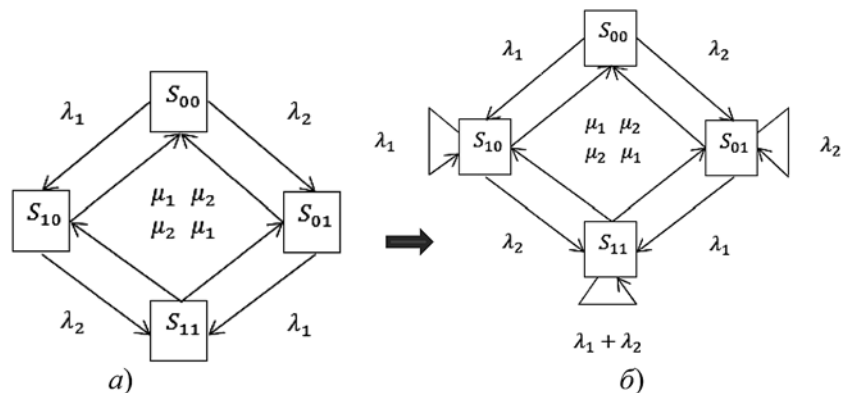 S₀₀
λ₁ λ₂
S₁₀ μ₁ μ₂ S₀₁
μ₂ μ₁
λ₂ S₁₁ λ₁
а)
S₀₀
λ₁ λ₂
λ₁ S₁₀ μ₁ μ₂ S₀₁ λ₂
μ₂ μ₁
λ₂ S₁₁ λ₁
λ₁ + λ₂
б)